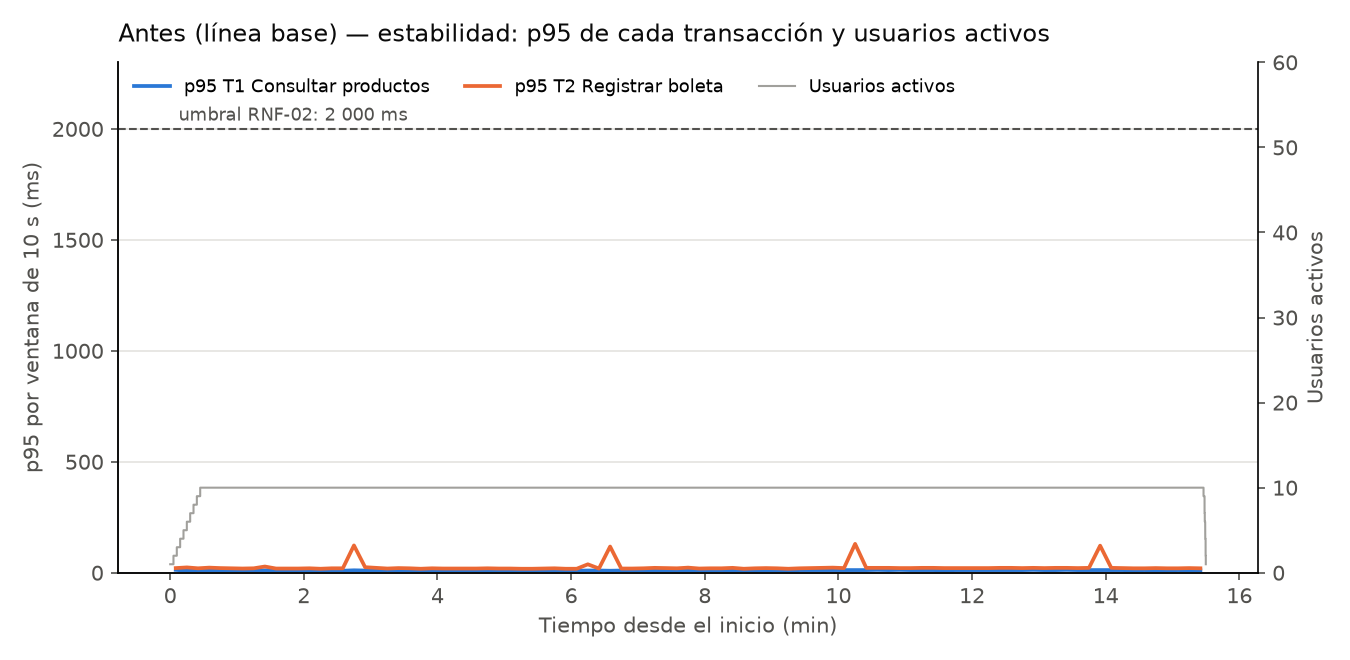 Antes (línea base) — estabilidad: p95 de cada transacción y usuarios activos
p95 T1 Consultar productos
p95 T2 Registrar boleta
Usuarios activos
umbral RNF-02: 2 000 ms
p95 por ventana de 10 s (ms)
2000
1500
1000
500
0
60
50
40
30
20
10
0
Usuarios activos
0 2 4 6 8 10 12 14 16
Tiempo desde el inicio (min)